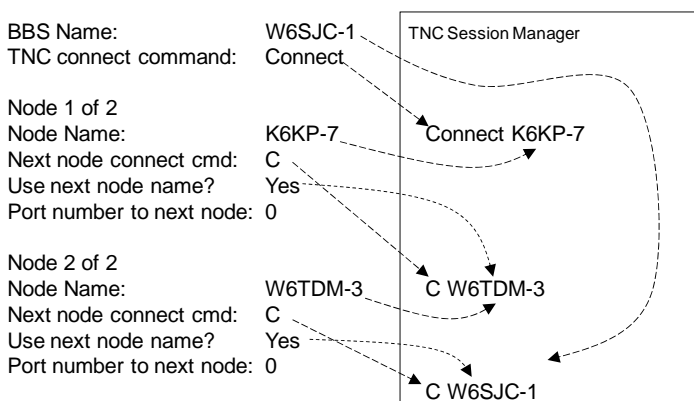 BBS Name: W6SJC-1
TNC connect command: Connect
Node 1 of 2
Node Name: K6KP-7
Next node connect cmd: C
Use next node name? Yes
Port number to next node: 0
Node 2 of 2
Node Name: W6TDM-3
Next node connect cmd: C
Use next node name? Yes
Port number to next node: 0
TNC Session Manager
Connect K6KP-7
C W6TDM-3
C W6SJC-1